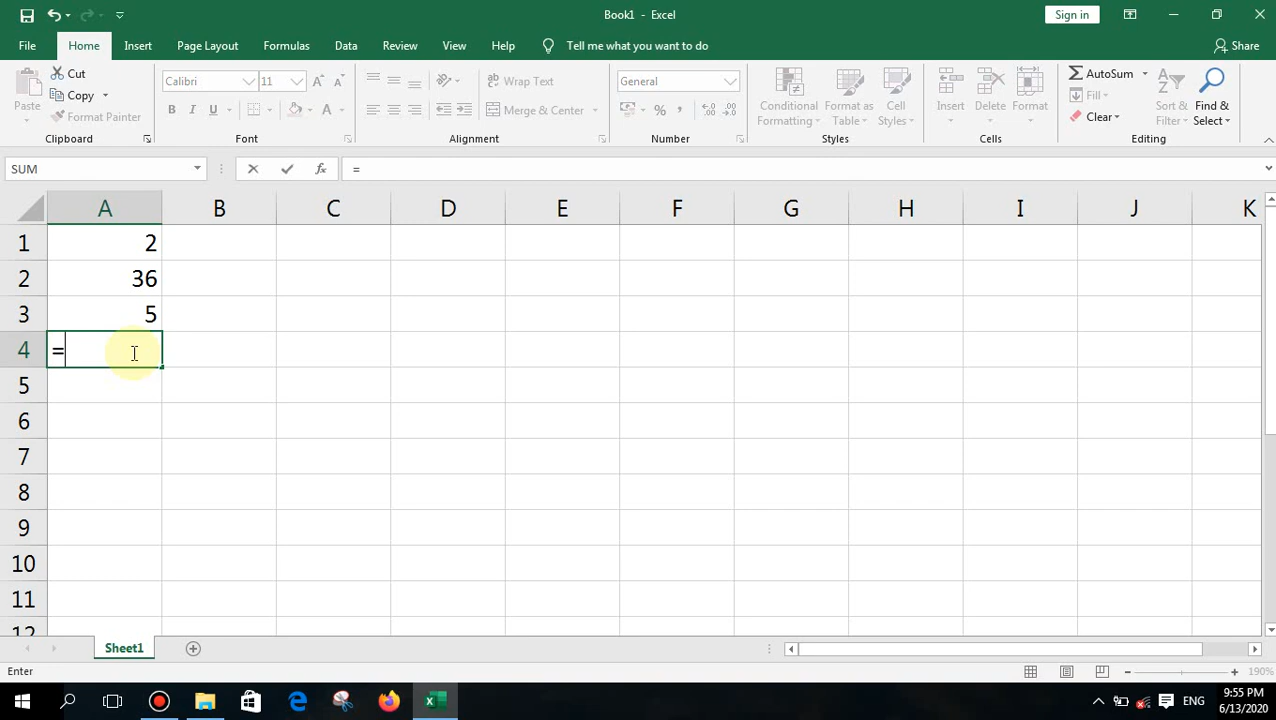 Book1 - Excel
Sign in
File Home Insert Page Layout Formulas Data Review View Help Tell me what you want to do Share
Paste
Cut
Copy
Format Painter
Clipboard
Calibri 11
B I U A
Font
Wrap Text
Merge & Center
Alignment
General
% ,
Number
Conditional Formatting
Format as Table
Cell Styles
Styles
Insert Delete Format
Cells
AutoSum
Fill
Clear
Sort & Filter
Find & Select
Editing
SUM fx =
A B C D E F G H I J K
1 2
2 36
3 5
4 =
5
6
7
8
9
10
11
12
Sheet1
Enter 190%
ENG 9:55 PM
6/13/2020